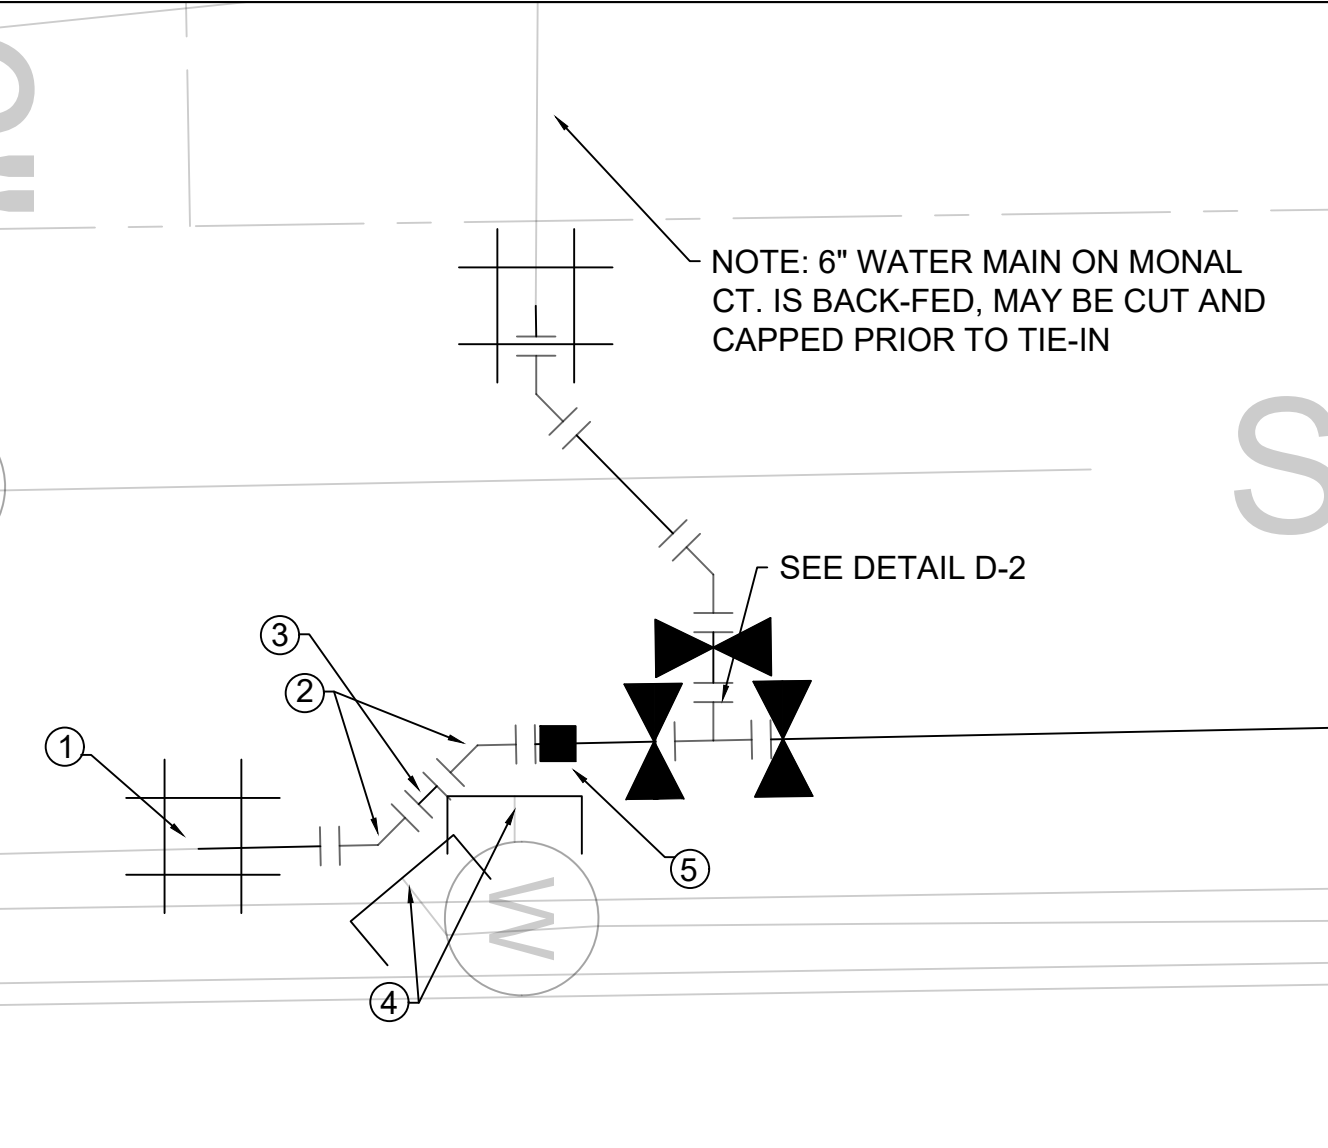 NOTE: 6" WATER MAIN ON MONAL
CT. IS BACK-FED, MAY BE CUT AND
CAPPED PRIOR TO TIE-IN
S
SEE DETAIL D-2
3
2
1
5
W
4